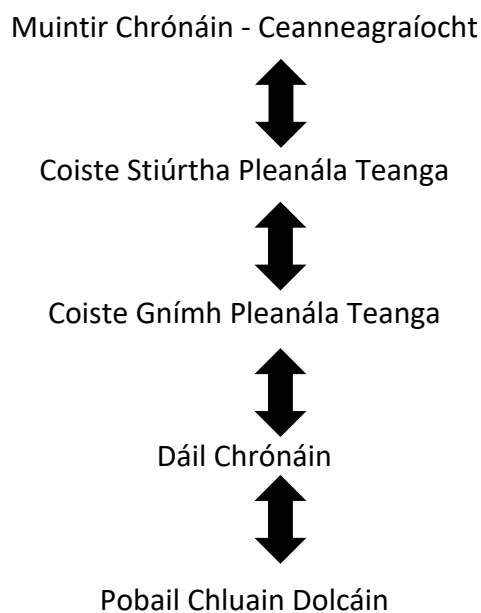 Muintir Chrónáin - Ceanneagraíocht
Coiste Stiúrtha Pleanála Teanga
Coiste Gnímh Pleanála Teanga
Dáil Chrónáin
Pobail Chluain Dolcáin